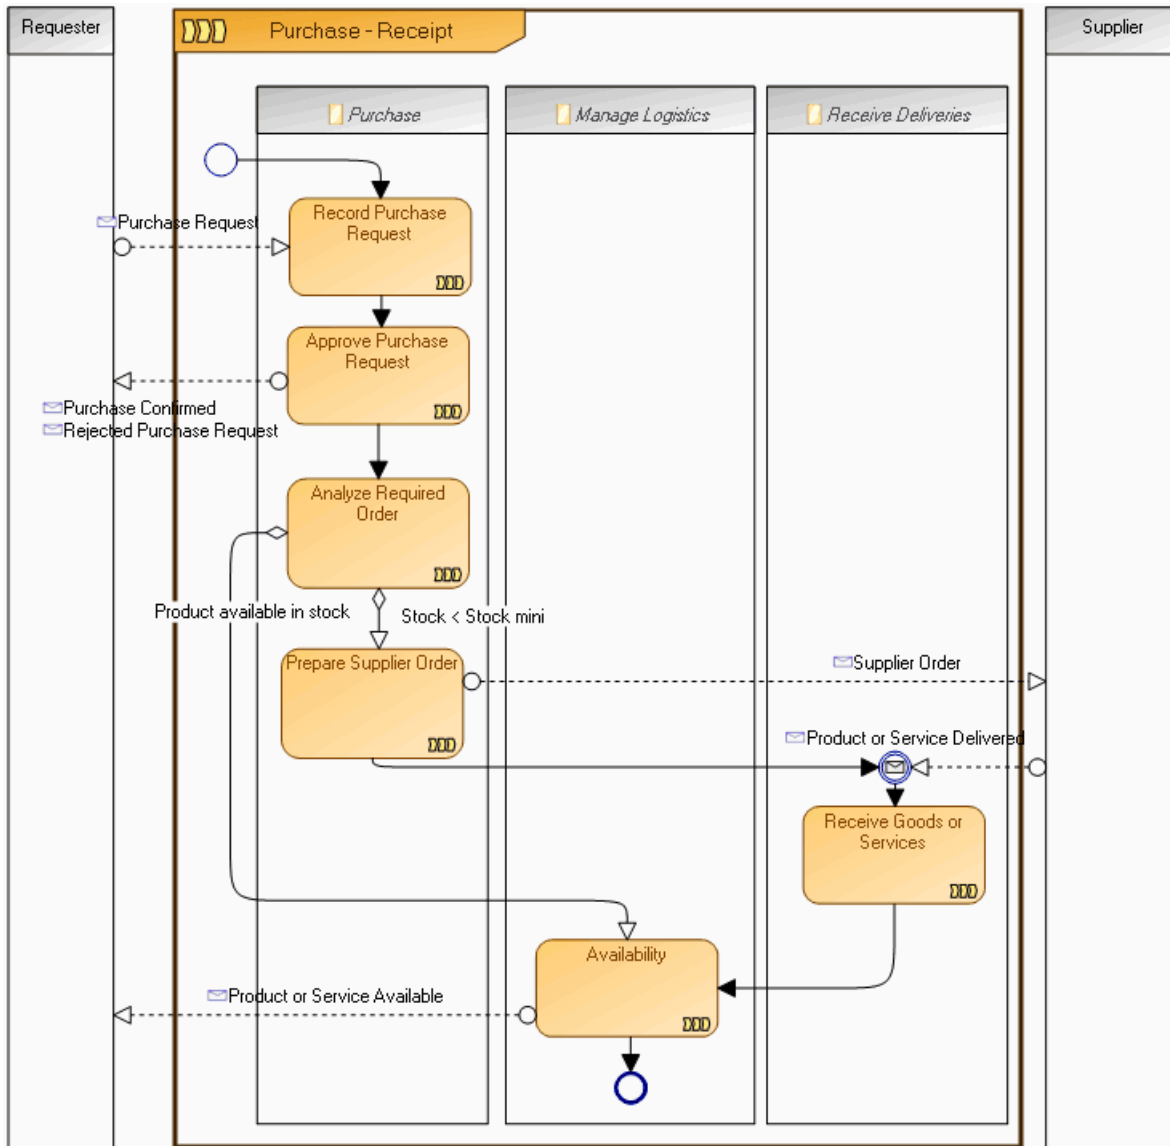 Requester
Purchase - Receipt
Supplier
Purchase
Manage Logistics
Receive Deliveries
Record Purchase
Request
Purchase Request
Approve Purchase
Request
Purchase Confirmed
Rejected Purchase Request
Analyze Required
Order
Product available in stock
Stock < Stock mini
Prepare Supplier Order
Supplier Order
Product or Service Delivered
Receive Goods or
Services
Availability
Product or Service Available